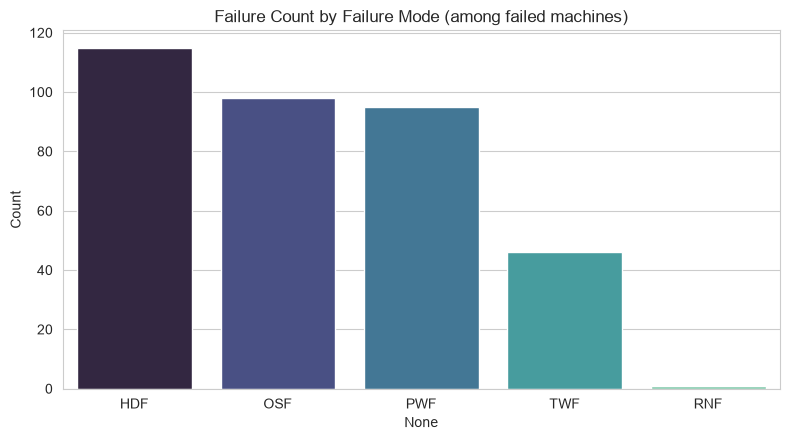 Failure Count by Failure Mode (among failed machines)
120
100
80
60
40
20
0
Count
HDF OSF PWF TWF RNF
None